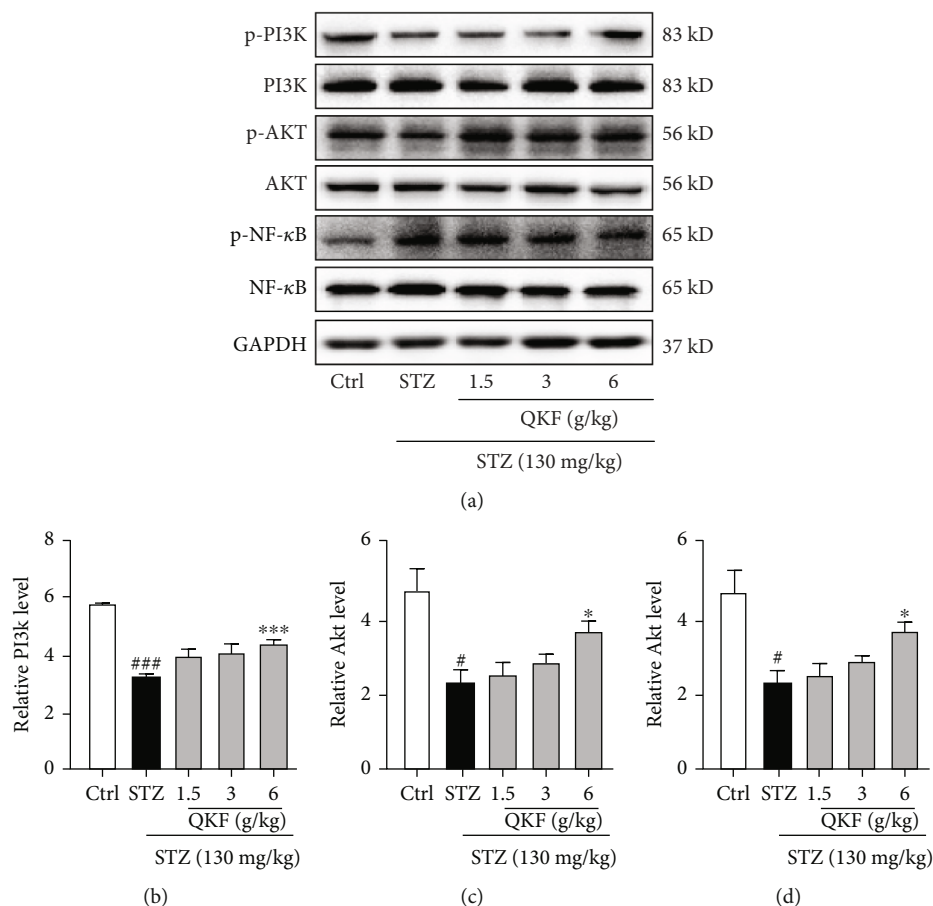 p-PI3K 83 kD
PI3K 83 kD
p-AKT 56 kD
AKT 56 kD
p-NF-κB 65 kD
NF-κB 65 kD
GAPDH 37 kD
Ctrl STZ 1.5 3 6
QKF (g/kg)
STZ (130 mg/kg)
(a)
Relative PI3k level
8
6
4
2
0
###
***
Ctrl STZ 1.5 3 6
QKF (g/kg)
STZ (130 mg/kg)
(b)
Relative Akt level
6
4
2
0
#
*
Ctrl STZ 1.5 3 6
QKF (g/kg)
STZ (130 mg/kg)
(c)
Relative Akt level
6
4
2
0
#
*
Ctrl STZ 1.5 3 6
QKF (g/kg)
STZ (130 mg/kg)
(d)